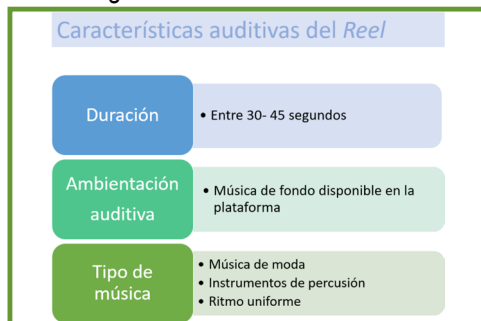 Características auditivas del Reel
Duración
• Entre 30- 45 segundos
Ambientación
auditiva
• Música de fondo disponible en la
plataforma
Tipo de
música
• Música de moda
• Instrumentos de percusión
• Ritmo uniforme